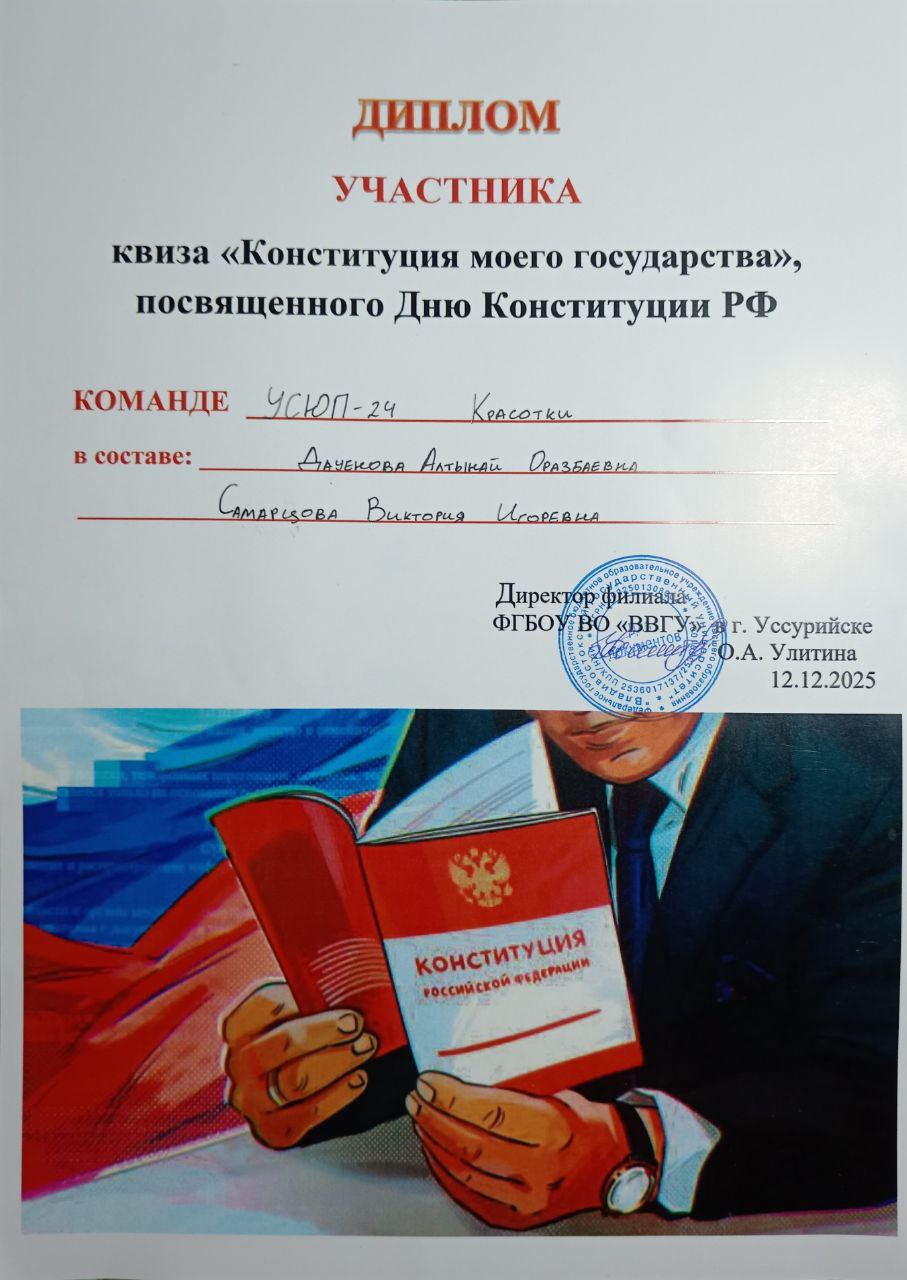 ДИПЛОМ
УЧАСТНИКА
квиза «Конституция моего государства»,
посвященного Дню Конституции РФ
КОМАНДЕ УСЮП-24 Красотки
в составе: Дауекова Алтынай Оразбаевна
Самарцова Виктория Игоревна
Директор филиала
ФГБОУ ВО «ВВГУ» в г. Уссурийске
О.А. Улитина
12.12.2025
КОНСТИТУЦИЯ
РОССИЙСКОЙ ФЕДЕРАЦИИ